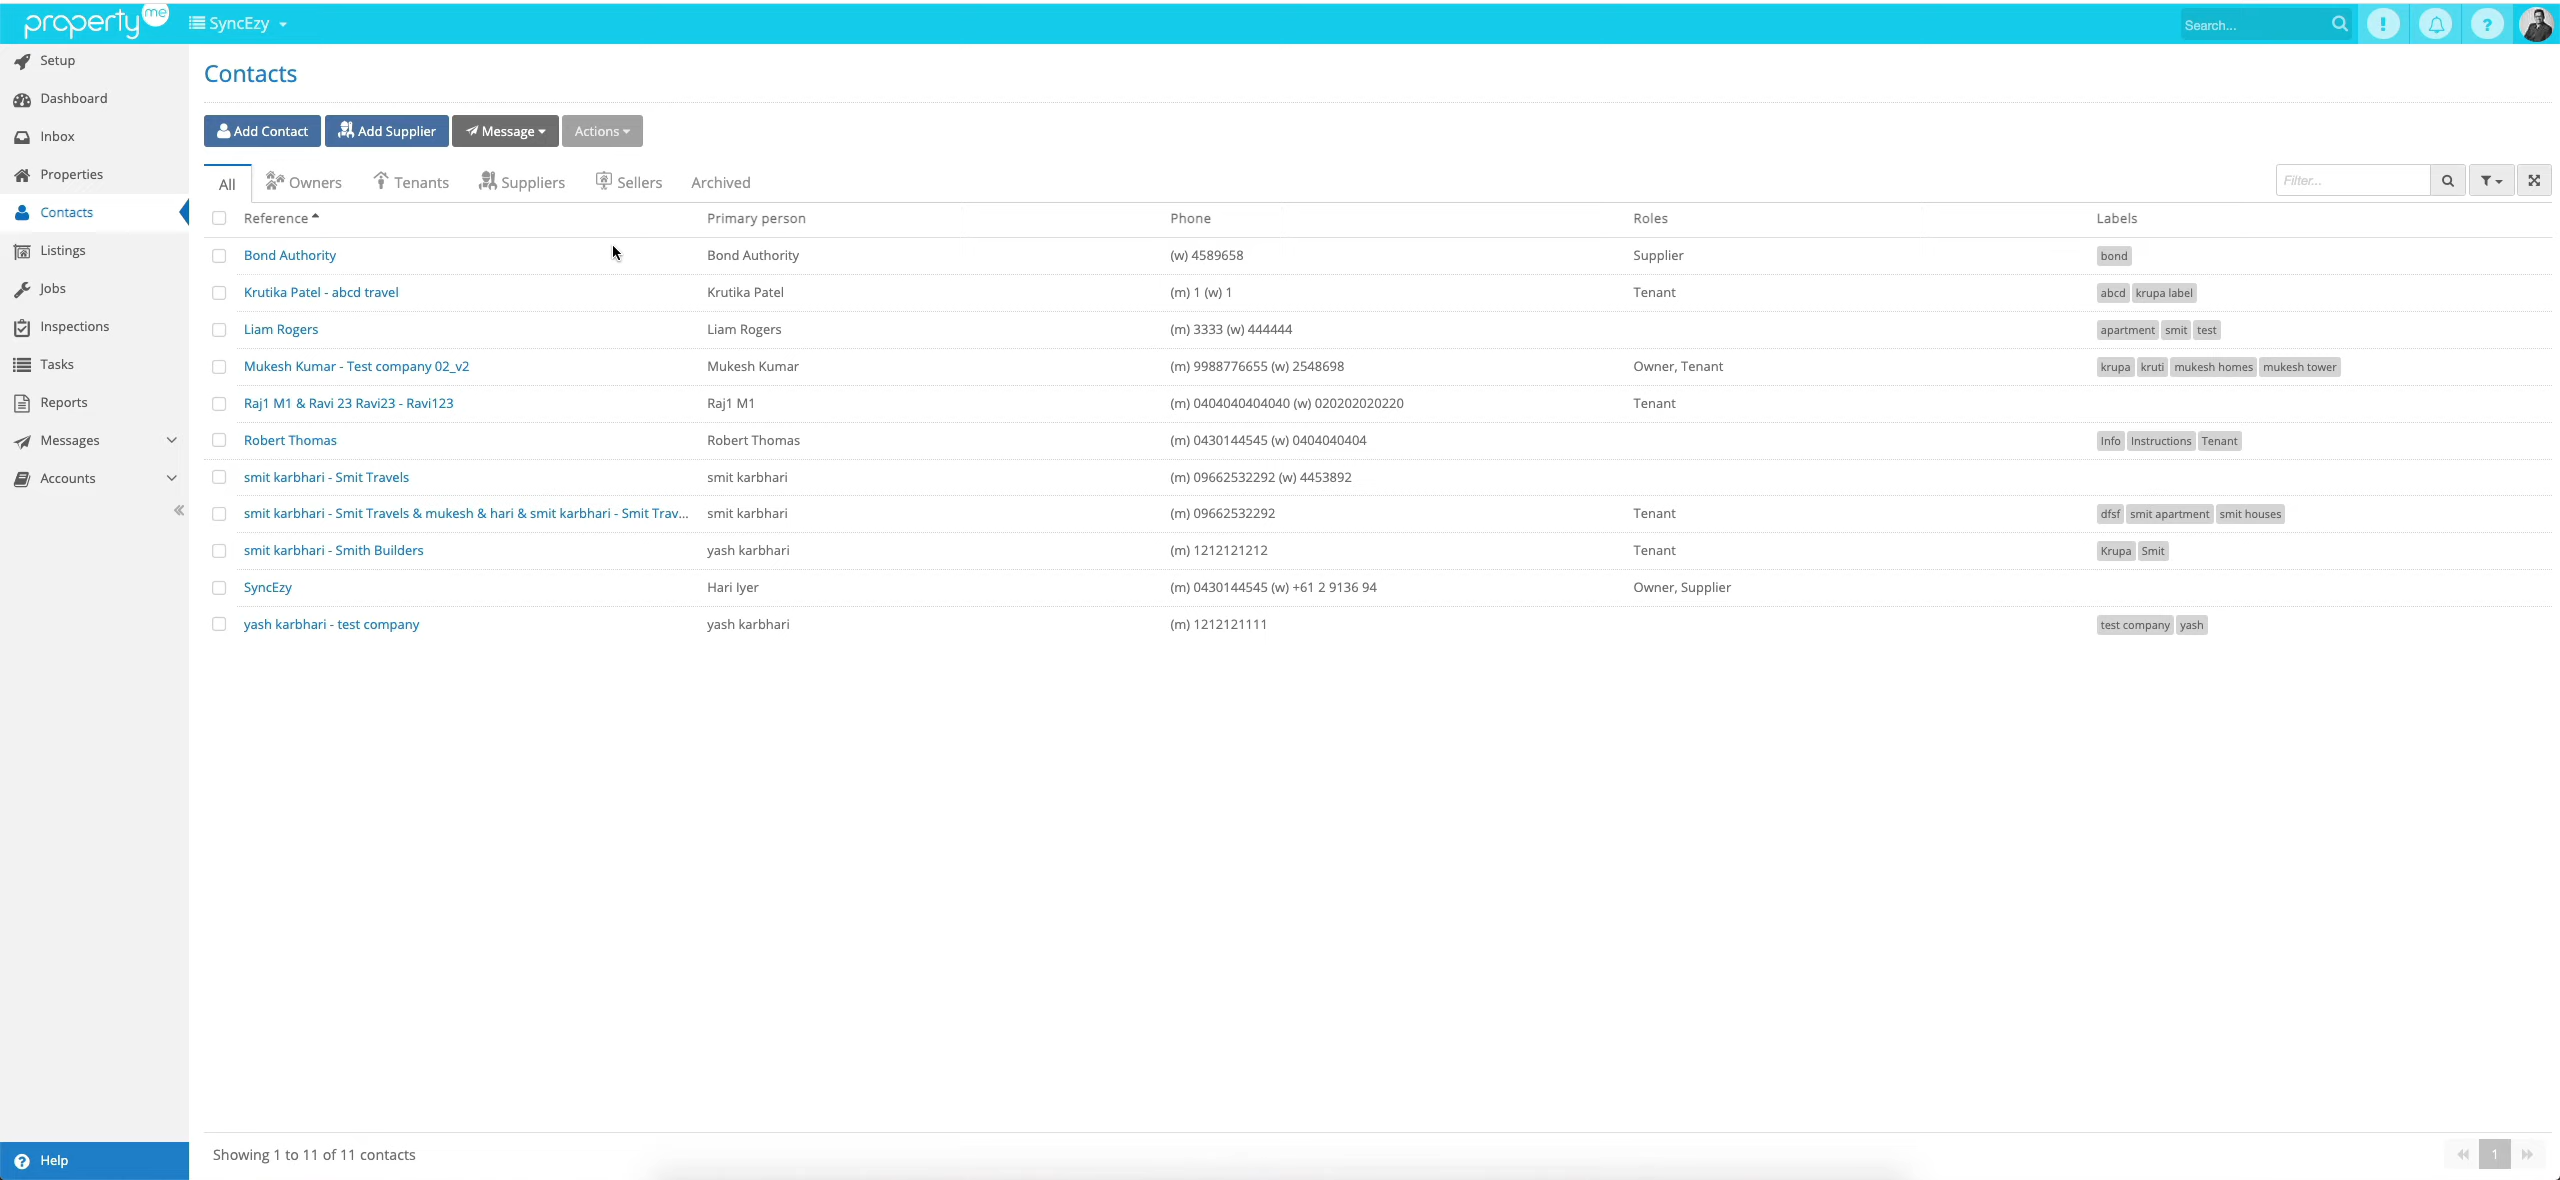 property me SyncEzy Search... ! ?
Setup
Dashboard
Inbox
Properties
Contacts
Listings
Jobs
Inspections
Tasks
Reports
Messages
Accounts
Help
Contacts
Add Contact Add Supplier Message Actions
All Owners Tenants Suppliers Sellers Archived Filter...
Reference Primary person Phone Roles Labels
Bond Authority Bond Authority (w) 4589658 Supplier bond
Krutika Patel - abcd travel Krutika Patel (m) 1 (w) 1 Tenant abcd krupa label
Liam Rogers Liam Rogers (m) 3333 (w) 444444 apartment smit test
Mukesh Kumar - Test company 02_v2 Mukesh Kumar (m) 9988776655 (w) 2548698 Owner, Tenant krupa kruti mukesh homes mukesh tower
Raj1 M1 & Ravi 23 Ravi23 - Ravi123 Raj1 M1 (m) 0404040404040 (w) 020202020220 Tenant
Robert Thomas Robert Thomas (m) 0430144545 (w) 0404040404 Info Instructions Tenant
smit karbhari - Smit Travels smit karbhari (m) 09662532292 (w) 4453892
smit karbhari - Smit Travels & mukesh & hari & smit karbhari - Smit Trav... smit karbhari (m) 09662532292 Tenant dfsf smit apartment smit houses
smit karbhari - Smith Builders yash karbhari (m) 1212121212 Tenant Krupa Smit
SyncEzy Hari Iyer (m) 0430144545 (w) +61 2 9136 94 Owner, Supplier
yash karbhari - test company yash karbhari (m) 1212121111 test company yash
Showing 1 to 11 of 11 contacts 1